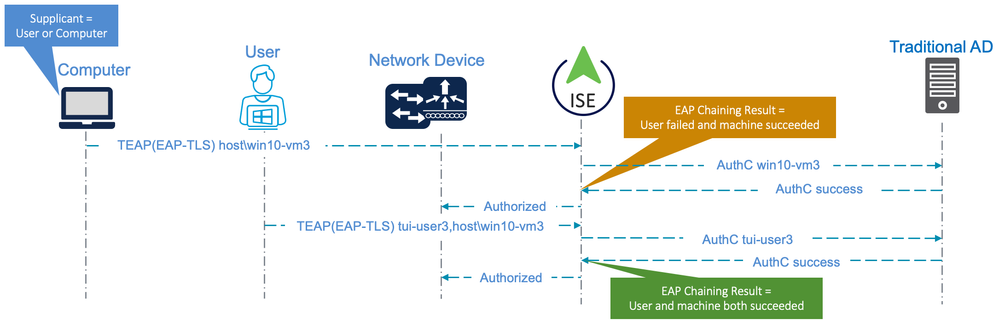 Supplicant =
User or Computer
Computer
User
Network Device
ISE
Traditional AD
EAP Chaining Result =
User failed and machine succeeded
TEAP(EAP-TLS) host\win10-vm3
AuthC win10-vm3
AuthC success
Authorized
TEAP(EAP-TLS) tui-user3,host\win10-vm3
AuthC tui-user3
AuthC success
Authorized
EAP Chaining Result =
User and machine both succeeded